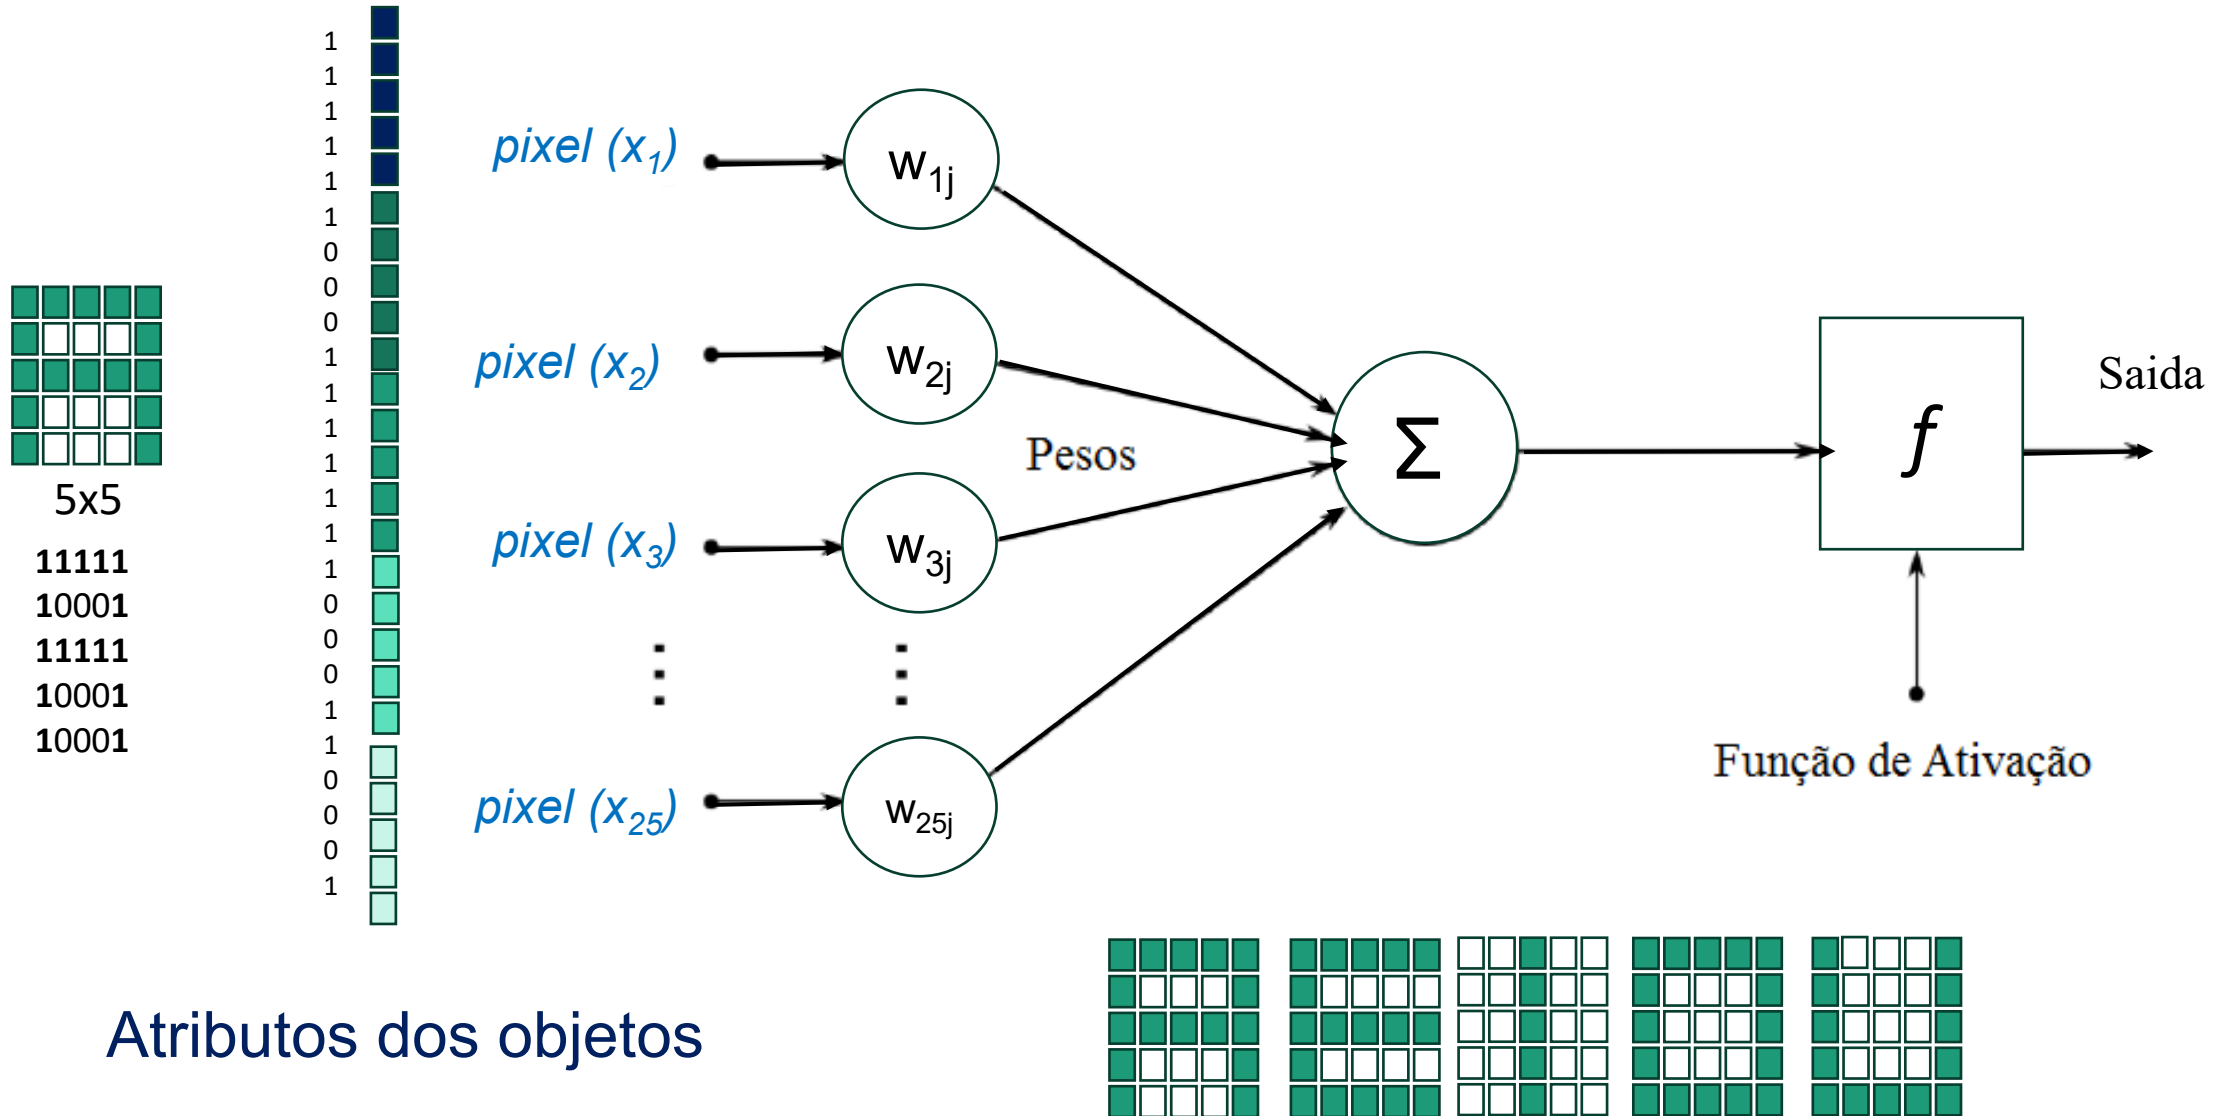 5x5
11111
10001
11111
10001
10001
1
1
1
1
1
1
0
0
0
1
1
1
1
1
1
1
0
0
0
1
1
0
0
0
1
pixel (x₁)
pixel (x₂)
pixel (x₃)
⋮
pixel (x₂₅)
w₁ⱼ
w₂ⱼ
w₃ⱼ
⋮
w₂₅ⱼ
Pesos
Σ
f
Saida
Função de Ativação
Atributos dos objetos